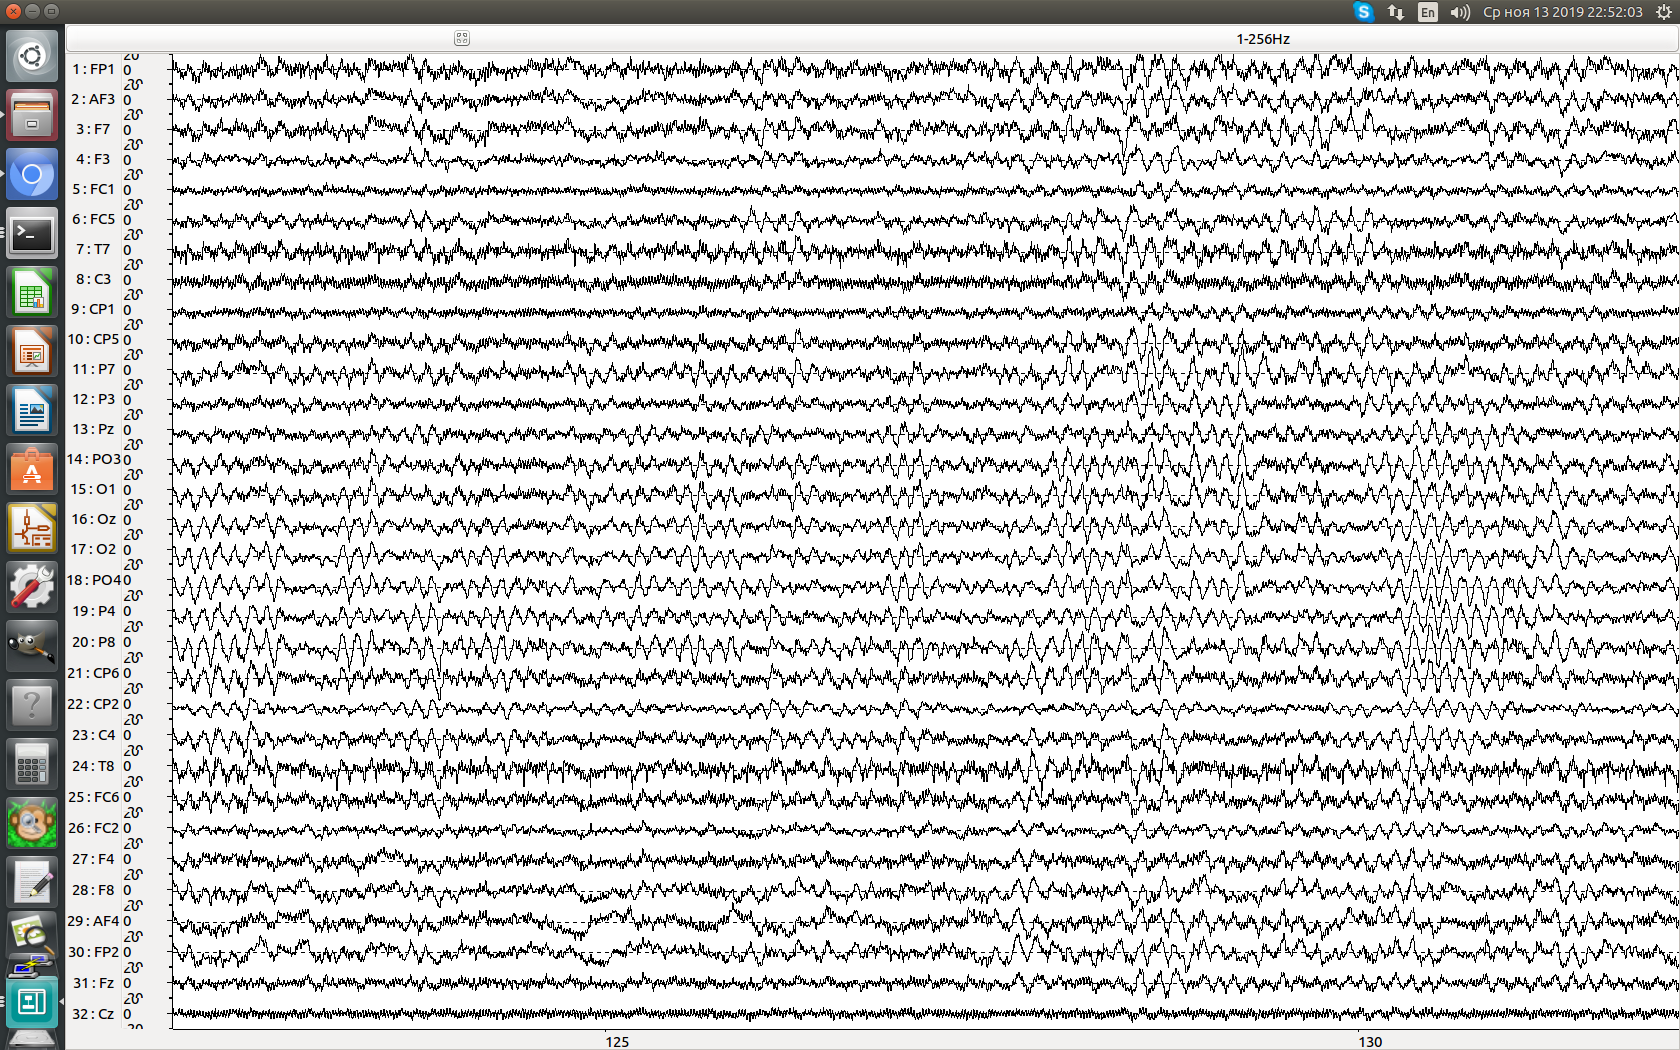 En Ср ноя 13 2019 22:52:03
1-256Hz
20
1 : FP1 0
2 : AF3 0
3 : F7 0
4 : F3 0
5 : FC1 0
6 : FC5 0
7 : T7 0
8 : C3 0
9 : CP1 0
10 : CP5 0
11 : P7 0
12 : P3 0
13 : Pz 0
14 : PO3 0
15 : O1 0
16 : Oz 0
17 : O2 0
18 : PO4 0
19 : P4 0
20 : P8 0
21 : CP6 0
22 : CP2 0
23 : C4 0
24 : T8 0
25 : FC6 0
26 : FC2 0
27 : F4 0
28 : F8 0
29 : AF4 0
30 : FP2 0
31 : Fz 0
32 : Cz 0
-20
125 130